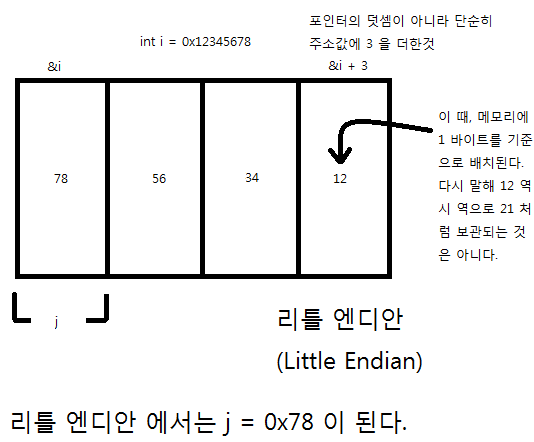 포인터의 덧셈이 아니라 단순히
주소값에 3 을 더한것
int i = 0x12345678
&i
&i + 3
78
56
34
12
이 때, 메모리에
1 바이트를 기준
으로 배치된다.
다시 말해 12 역
시 역으로 21 처
럼 보관되는 것
은 아니다.
j
리틀 엔디안
(Little Endian)
리틀 엔디안 에서는 j = 0x78 이 된다.